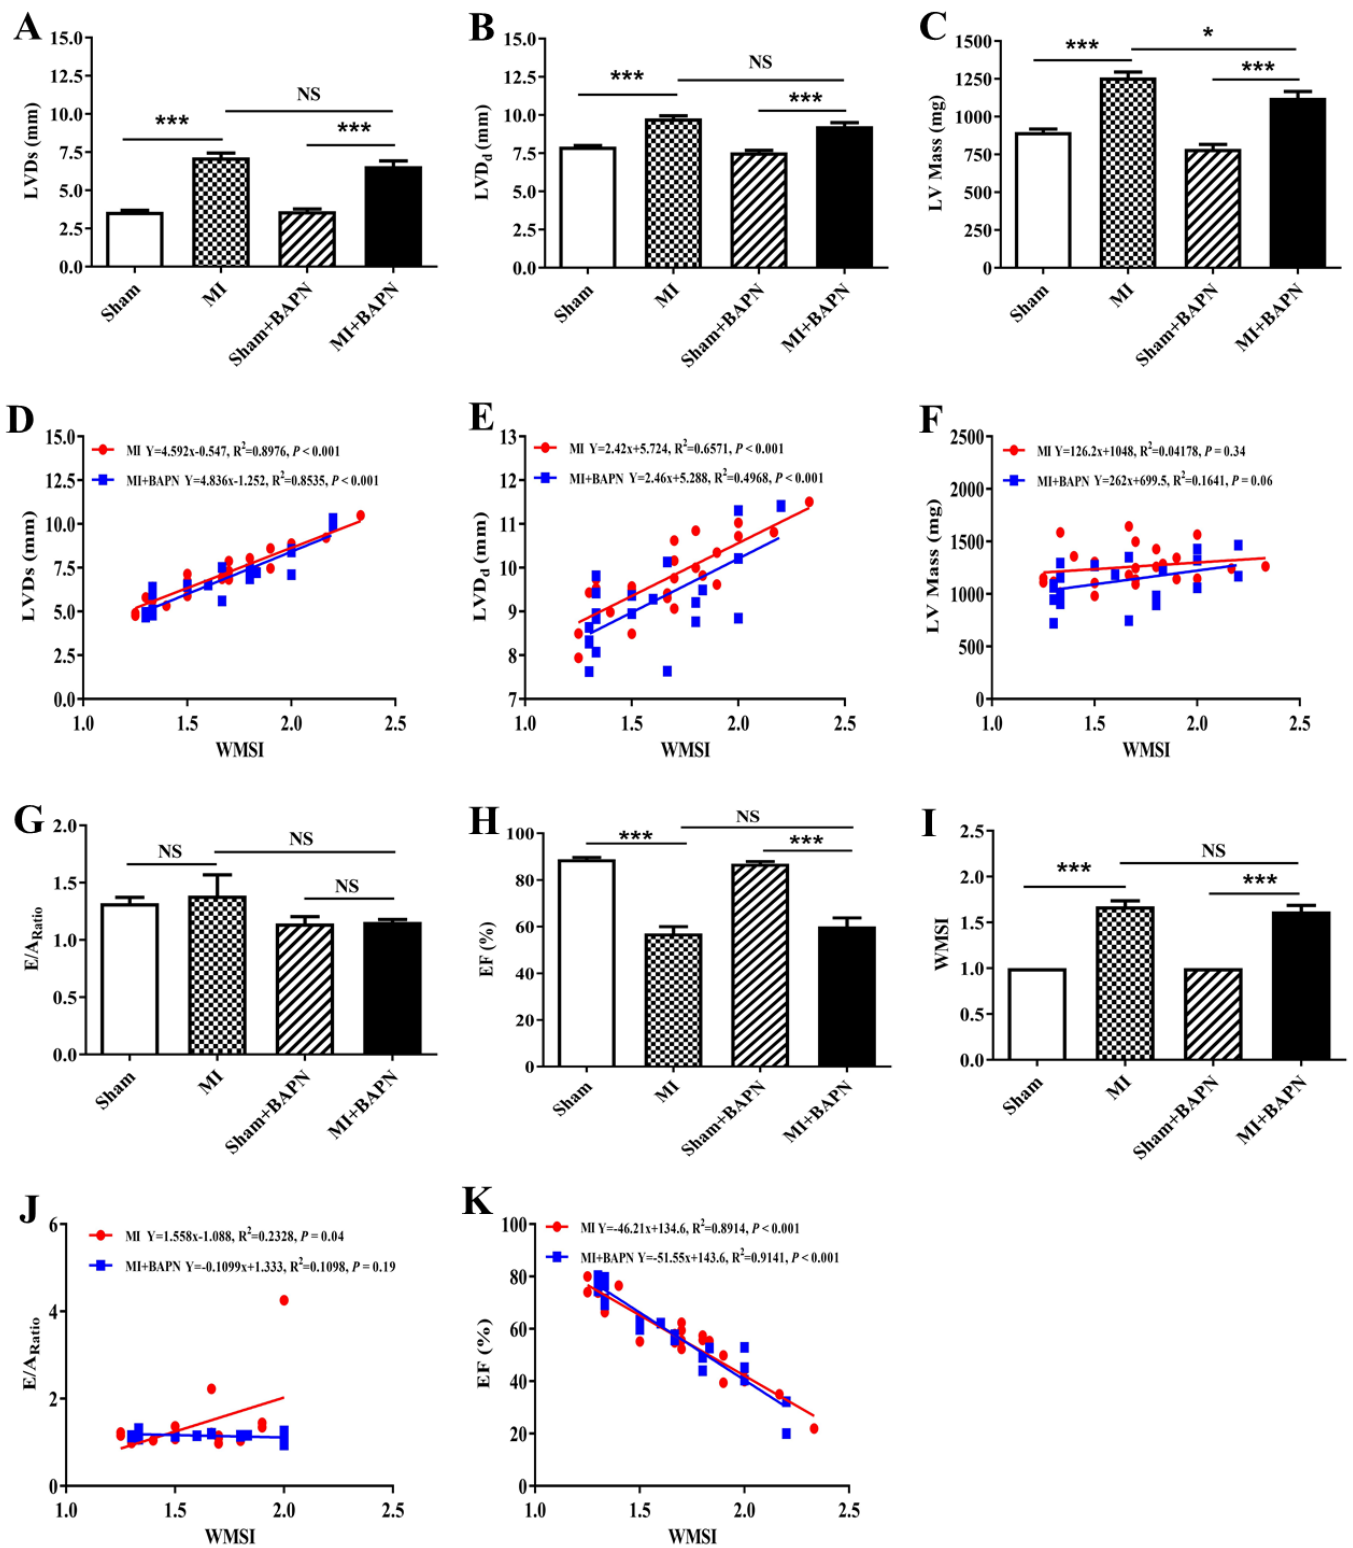 A
15.0
12.5
10.0
7.5
5.0
2.5
0.0
LVDs (mm)
***
NS
***
Sham
MI
Sham+BAPN
MI+BAPN
B
15.0
12.5
10.0
7.5
5.0
2.5
0.0
LVDd (mm)
***
NS
***
Sham
MI
Sham+BAPN
MI+BAPN
C
1500
1250
1000
750
500
250
0
LV Mass (mg)
***
*
***
Sham
MI
Sham+BAPN
MI+BAPN
D
15.0
12.5
10.0
7.5
5.0
2.5
0.0
LVDs (mm)
MI Y=4.592x-0.547, R2=0.8976, P < 0.001
MI+BAPN Y=4.836x-1.252, R2=0.8535, P < 0.001
1.0 1.5 2.0 2.5
WMSI
E
13
12
11
10
9
8
7
LVDd (mm)
MI Y=2.42x+5.724, R2=0.6571, P < 0.001
MI+BAPN Y=2.46x+5.288, R2=0.4968, P < 0.001
1.0 1.5 2.0 2.5
WMSI
F
2500
2000
1500
1000
500
0
LV Mass (mg)
MI Y=126.2x+1048, R2=0.04178, P = 0.34
MI+BAPN Y=262x+699.5, R2=0.1641, P = 0.06
1.0 1.5 2.0 2.5
WMSI
G
2.0
1.5
1.0
0.5
0.0
E/ARatio
NS
NS
NS
Sham
MI
Sham+BAPN
MI+BAPN
H
100
80
60
40
20
0
EF (%)
***
NS
***
Sham
MI
Sham+BAPN
MI+BAPN
I
2.5
2.0
1.5
1.0
0.5
0.0
WMSI
***
NS
***
Sham
MI
Sham+BAPN
MI+BAPN
J
6
4
2
0
E/ARatio
MI Y=1.558x-1.088, R2=0.2328, P = 0.04
MI+BAPN Y=-0.1099x+1.333, R2=0.1098, P = 0.19
1.0 1.5 2.0 2.5
WMSI
K
100
80
60
40
20
0
EF (%)
MI Y=-46.21x+134.6, R2=0.8914, P < 0.001
MI+BAPN Y=-51.55x+143.6, R2=0.9141, P < 0.001
1.0 1.5 2.0 2.5
WMSI